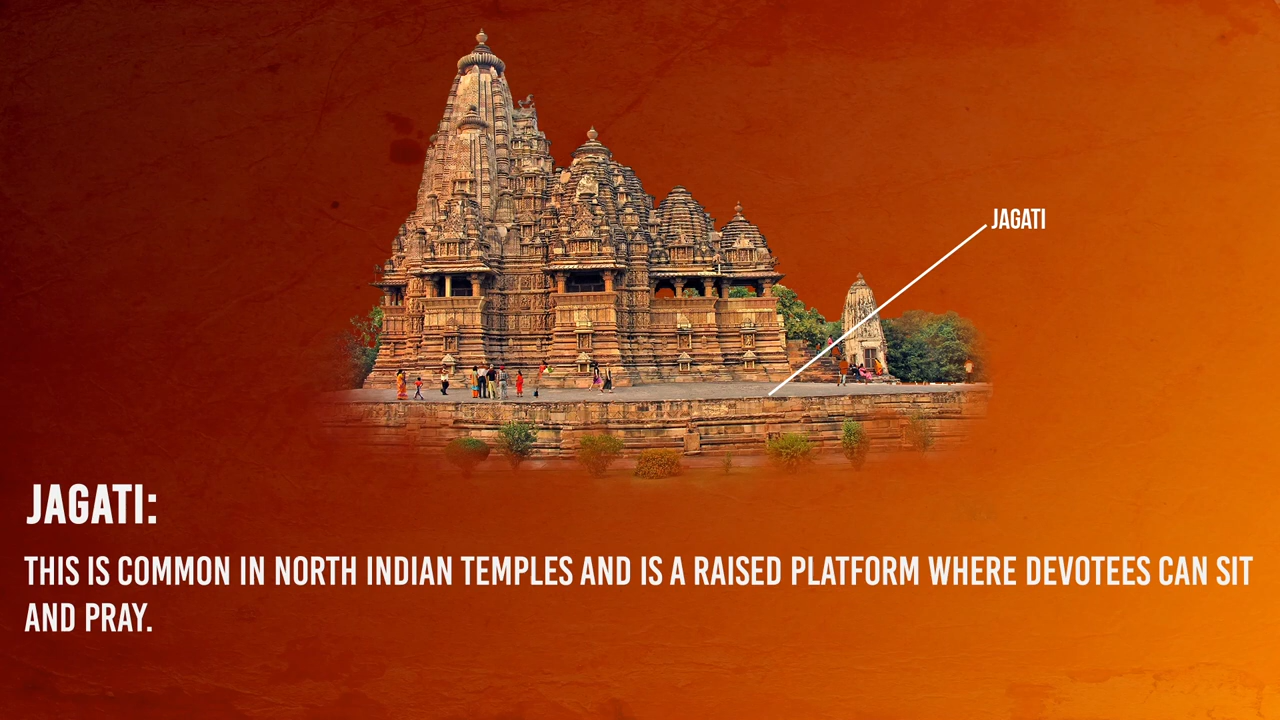 JAGATI
JAGATI:
THIS IS COMMON IN NORTH INDIAN TEMPLES AND IS A RAISED PLATFORM WHERE DEVOTEES CAN SIT
AND PRAY.